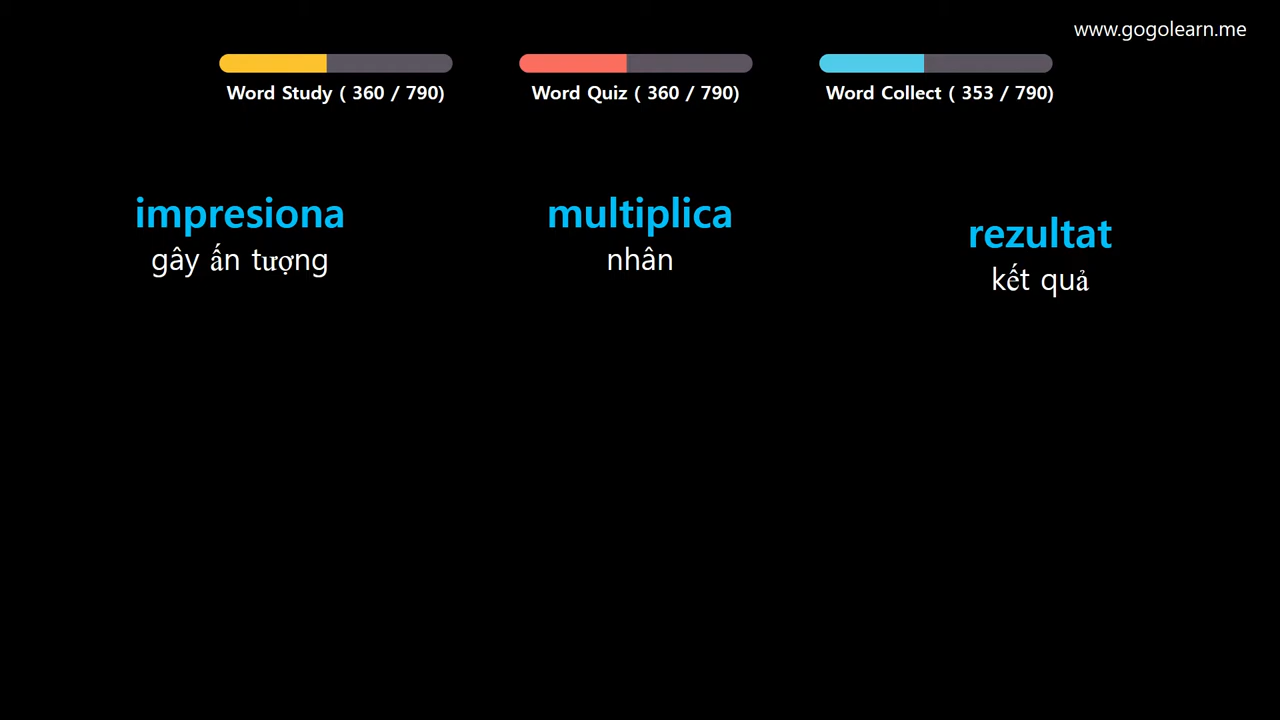 www.gogolearn.me
Word Study ( 360 / 790)
Word Quiz ( 360 / 790)
Word Collect ( 353 / 790)
impresiona
gây ấn tượng
multiplica
nhân
rezultat
kết quả